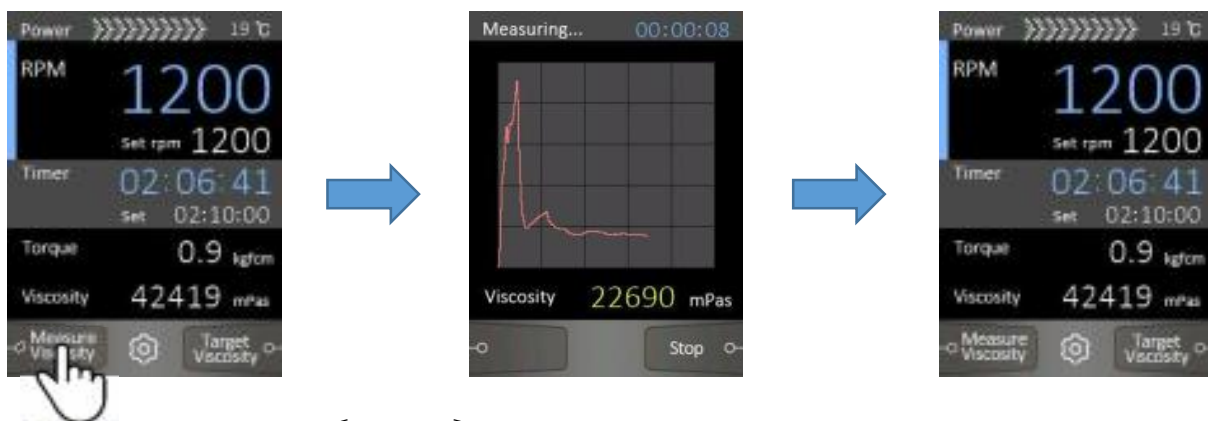 Power 19 ℃
RPM
1200
Set rpm 1200
Timer 02:06:41
Set 02:10:00
Torque 0.9 kgfcm
Viscosity 42419 mPas
Measure Viscosity
Target Viscosity
Measuring... 00:00:08
Viscosity 22690 mPas
Stop
Power 19 ℃
RPM
1200
Set rpm 1200
Timer 02:06:41
Set 02:10:00
Torque 0.9 kgfcm
Viscosity 42419 mPas
Measure Viscosity
Target Viscosity